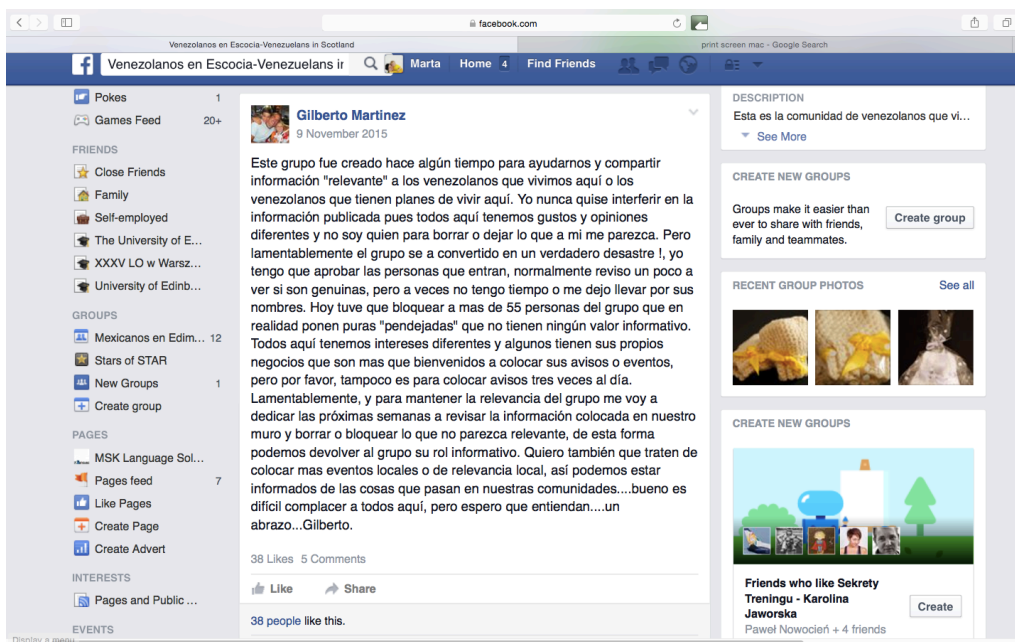 facebook.com
Venezolanos en Escocia-Venezuelans in Scotland
print screen mac - Google Search
Venezolanos en Escocia-Venezuelans ir
Marta
Home 4
Find Friends
Pokes 1
Games Feed 20+
FRIENDS
Close Friends
Family
Self-employed
The University of E...
XXXV LO w Warsz...
University of Edinb...
GROUPS
Mexicanos en Edim... 12
Stars of STAR
New Groups 1
Create group
PAGES
MSK Language Sol...
Pages feed 7
Like Pages
Create Page
Create Advert
INTERESTS
Pages and Public ...
EVENTS
Display a menu
Gilberto Martinez
9 November 2015
Este grupo fue creado hace algún tiempo para ayudarnos y compartir
información "relevante" a los venezolanos que vivimos aquí o los
venezolanos que tienen planes de vivir aquí. Yo nunca quise interferir en la
información publicada pues todos aquí tenemos gustos y opiniones
diferentes y no soy quien para borrar o dejar lo que a mi me parezca. Pero
lamentablemente el grupo se a convertido en un verdadero desastre !, yo
tengo que aprobar las personas que entran, normalmente reviso un poco a
ver si son genuinas, pero a veces no tengo tiempo o me dejo llevar por sus
nombres. Hoy tuve que bloquear a mas de 55 personas del grupo que en
realidad ponen puras "pendejadas" que no tienen ningún valor informativo.
Todos aquí tenemos intereses diferentes y algunos tienen sus propios
negocios que son mas que bienvenidos a colocar sus avisos o eventos,
pero por favor, tampoco es para colocar avisos tres veces al día.
Lamentablemente, y para mantener la relevancia del grupo me voy a
dedicar las próximas semanas a revisar la información colocada en nuestro
muro y borrar o bloquear lo que no parezca relevante, de esta forma
podemos devolver al grupo su rol informativo. Quiero también que traten de
colocar mas eventos locales o de relevancia local, así podemos estar
informados de las cosas que pasan en nuestras comunidades....bueno es
difícil complacer a todos aquí, pero espero que entiendan....un
abrazo...Gilberto.
38 Likes 5 Comments
Like Share
38 people like this.
DESCRIPTION
Esta es la comunidad de venezolanos que vi...
See More
CREATE NEW GROUPS
Groups make it easier than
ever to share with friends,
family and teammates.
Create group
RECENT GROUP PHOTOS See all
CREATE NEW GROUPS
Friends who like Sekrety
Treningu - Karolina
Jaworska
Paweł Nowocień + 4 friends
Create